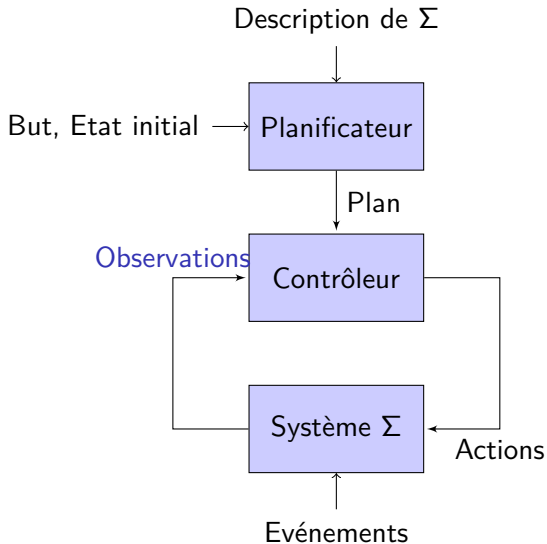 Description de Σ
But, Etat initial
Planificateur
Plan
Observations
Contrôleur
Système Σ
Actions
Evénements